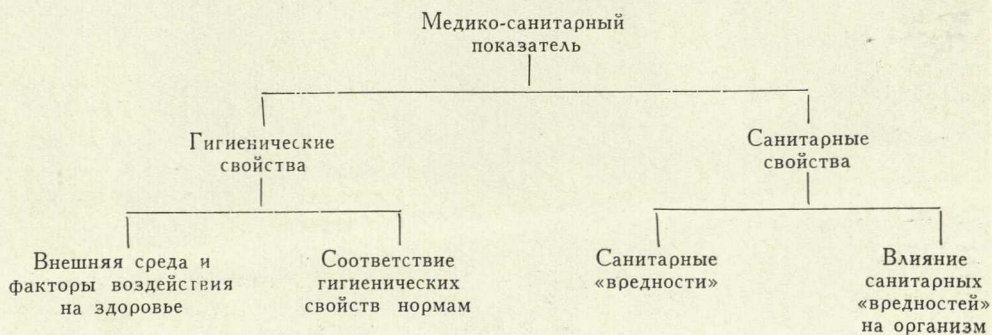 Медико-санитарный
показатель
Гигиенические
свойства
Санитарные
свойства
Внешняя среда и
факторы воздействия
на здоровье
Соответствие
гигиенических
свойств нормам
Санитарные
«вредности»
Влияние
санитарных
«вредностей»
на организм